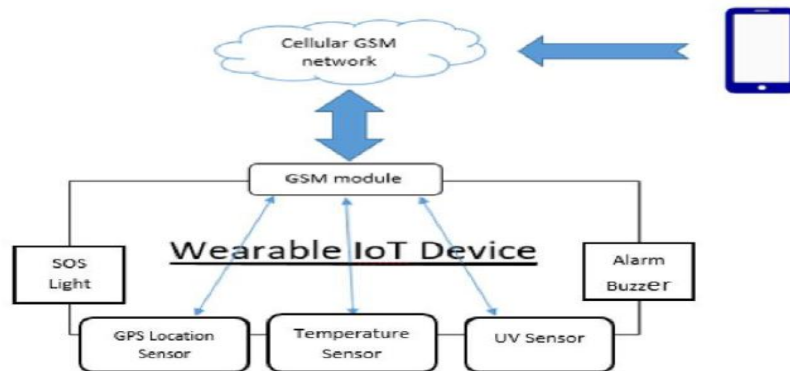 Cellular GSM
network
GSM module
Wearable IoT Device
SOS
Light
Alarm
Buzzer
GPS Location
Sensor
Temperature
Sensor
UV Sensor